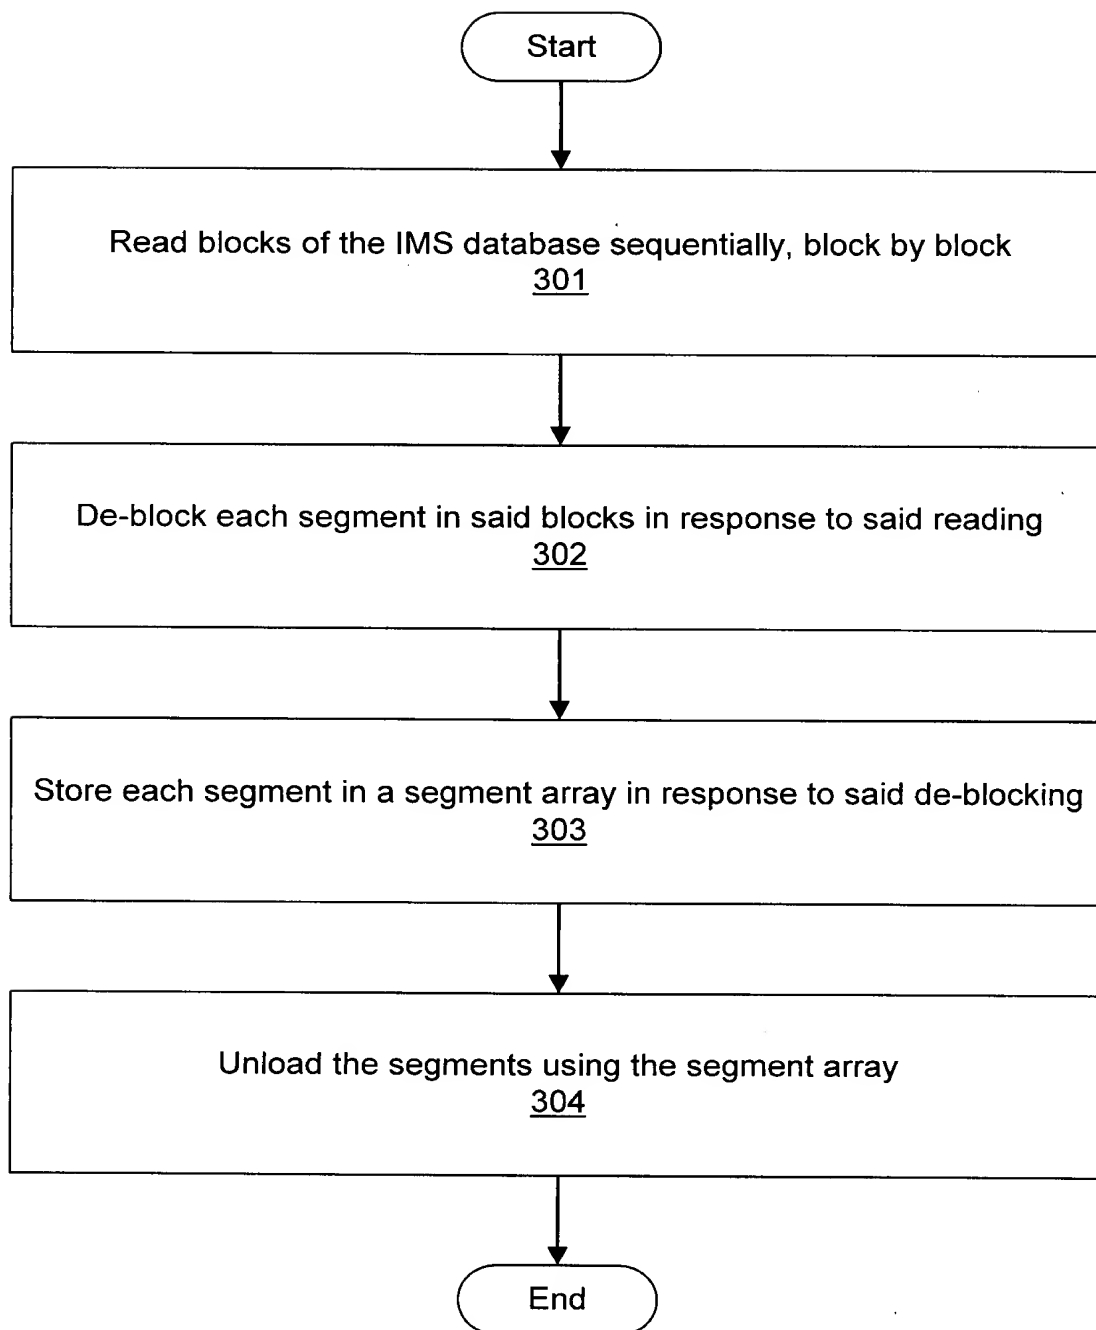 Start
Read blocks of the IMS database sequentially, block by block
301
De-block each segment in said blocks in response to said reading
302
Store each segment in a segment array in response to said de-blocking
303
Unload the segments using the segment array
304
End